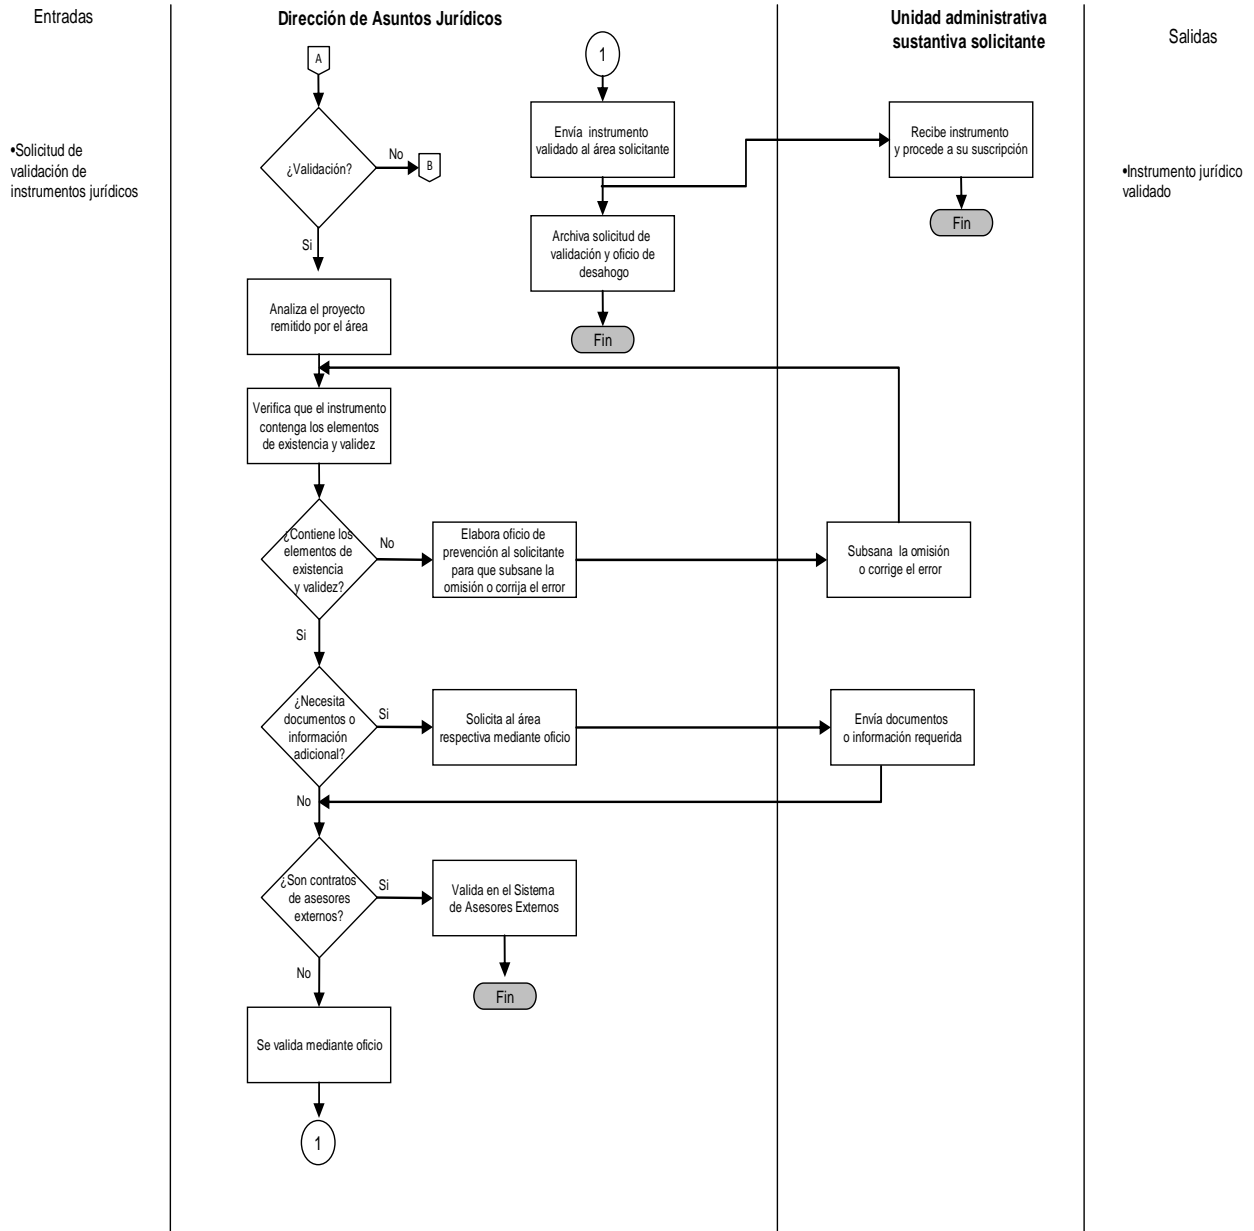 Entradas
•Solicitud de
validación de
instrumentos jurídicos
Dirección de Asuntos Jurídicos
A
¿Validación?
No
B
Si
Analiza el proyecto
remitido por el área
Verifica que el instrumento
contenga los elementos
de existencia y validez
¿Contiene los
elementos de
existencia
y validez?
No
Elabora oficio de
prevención al solicitante
para que subsane la
omisión o corrija el error
Si
¿Necesita
documentos o
información
adicional?
Si
Solicita al área
respectiva mediante oficio
No
¿Son contratos
de asesores
externos?
Si
Valida en el Sistema
de Asesores Externos
Fin
No
Se valida mediante oficio
1
1
Envía instrumento
validado al área solicitante
Archiva solicitud de
validación y oficio de
desahogo
Fin
Unidad administrativa
sustantiva solicitante
Recibe instrumento
y procede a su suscripción
Fin
Subsana la omisión
o corrige el error
Envía documentos
o información requerida
Salidas
•Instrumento jurídico
validado